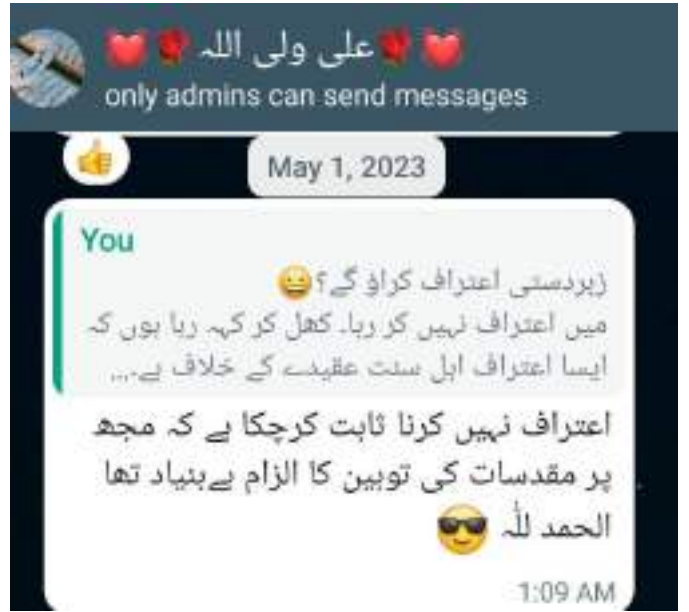 ❤️🌹علی ولی اللہ🌹❤️
only admins can send messages
👍
May 1, 2023
You
زبردستی اعتراف کراؤ گے؟😀
میں اعتراف نہیں کر رہا۔ کھل کر کہہ رہا ہوں کہ
ایسا اعتراف اہل سنت عقیدے کے خلاف ہے۔...
اعتراف نہیں کرنا ثابت کرچکا ہے کہ مجھ
پر مقدسات کی توہین کا الزام بےبنیاد تھا
الحمد للّٰہ 😎
1:09 AM